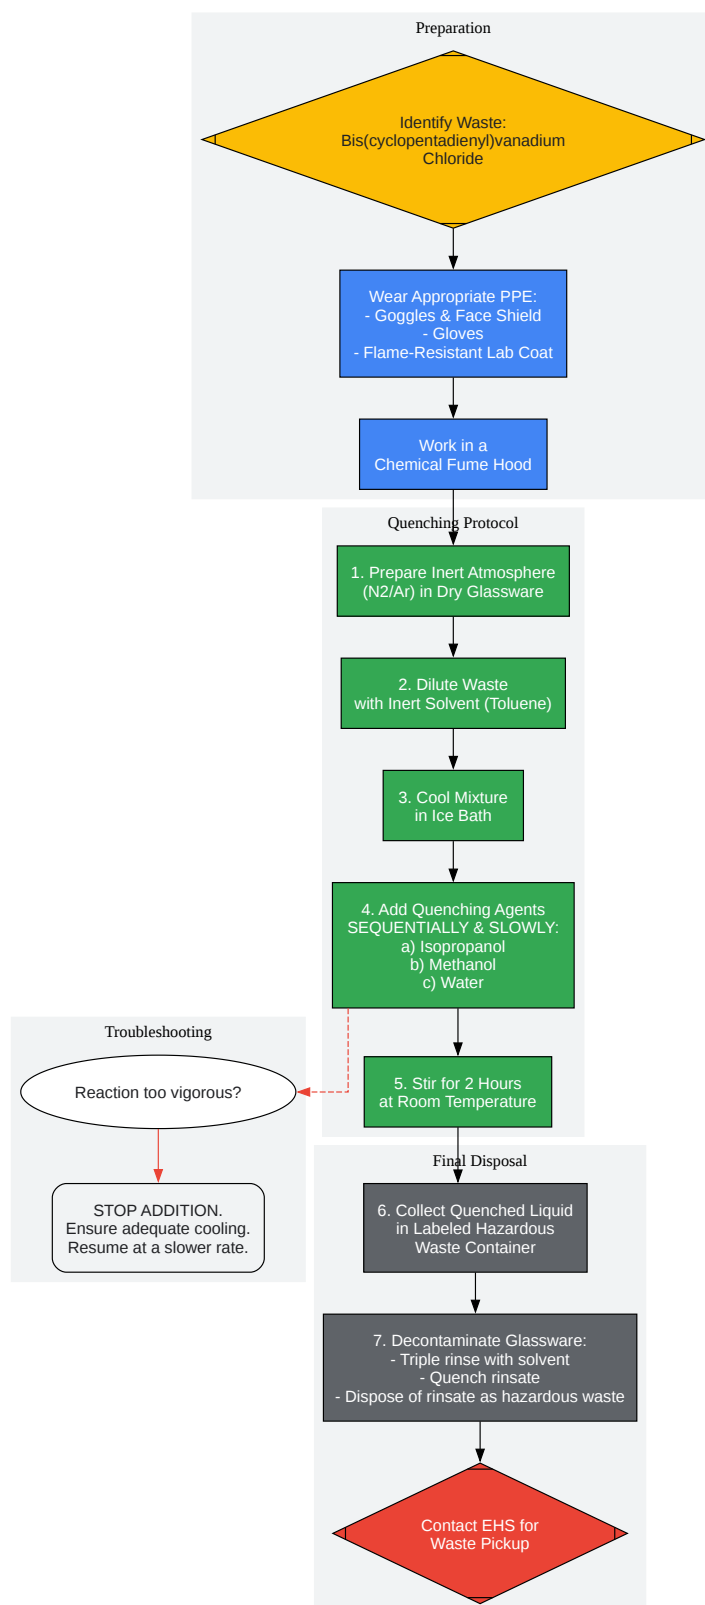 Preparation
Identify Waste:
Bis(cyclopentadienyl)vanadium
Chloride
Wear Appropriate PPE:
- Goggles & Face Shield
- Gloves
- Flame-Resistant Lab Coat
Work in a
Chemical Fume Hood
Quenching Protocol
1. Prepare Inert Atmosphere
(N2/Ar) in Dry Glassware
2. Dilute Waste
with Inert Solvent (Toluene)
3. Cool Mixture
in Ice Bath
4. Add Quenching Agents
SEQUENTIALLY & SLOWLY:
a) Isopropanol
b) Methanol
c) Water
Troubleshooting
Reaction too vigorous?
STOP ADDITION.
Ensure adequate cooling.
Resume at a slower rate.
5. Stir for 2 Hours
at Room Temperature
Final Disposal
6. Collect Quenched Liquid
in Labeled Hazardous
Waste Container
7. Decontaminate Glassware:
- Triple rinse with solvent
- Quench rinsate
- Dispose of rinsate as hazardous waste
Contact EHS for
Waste Pickup